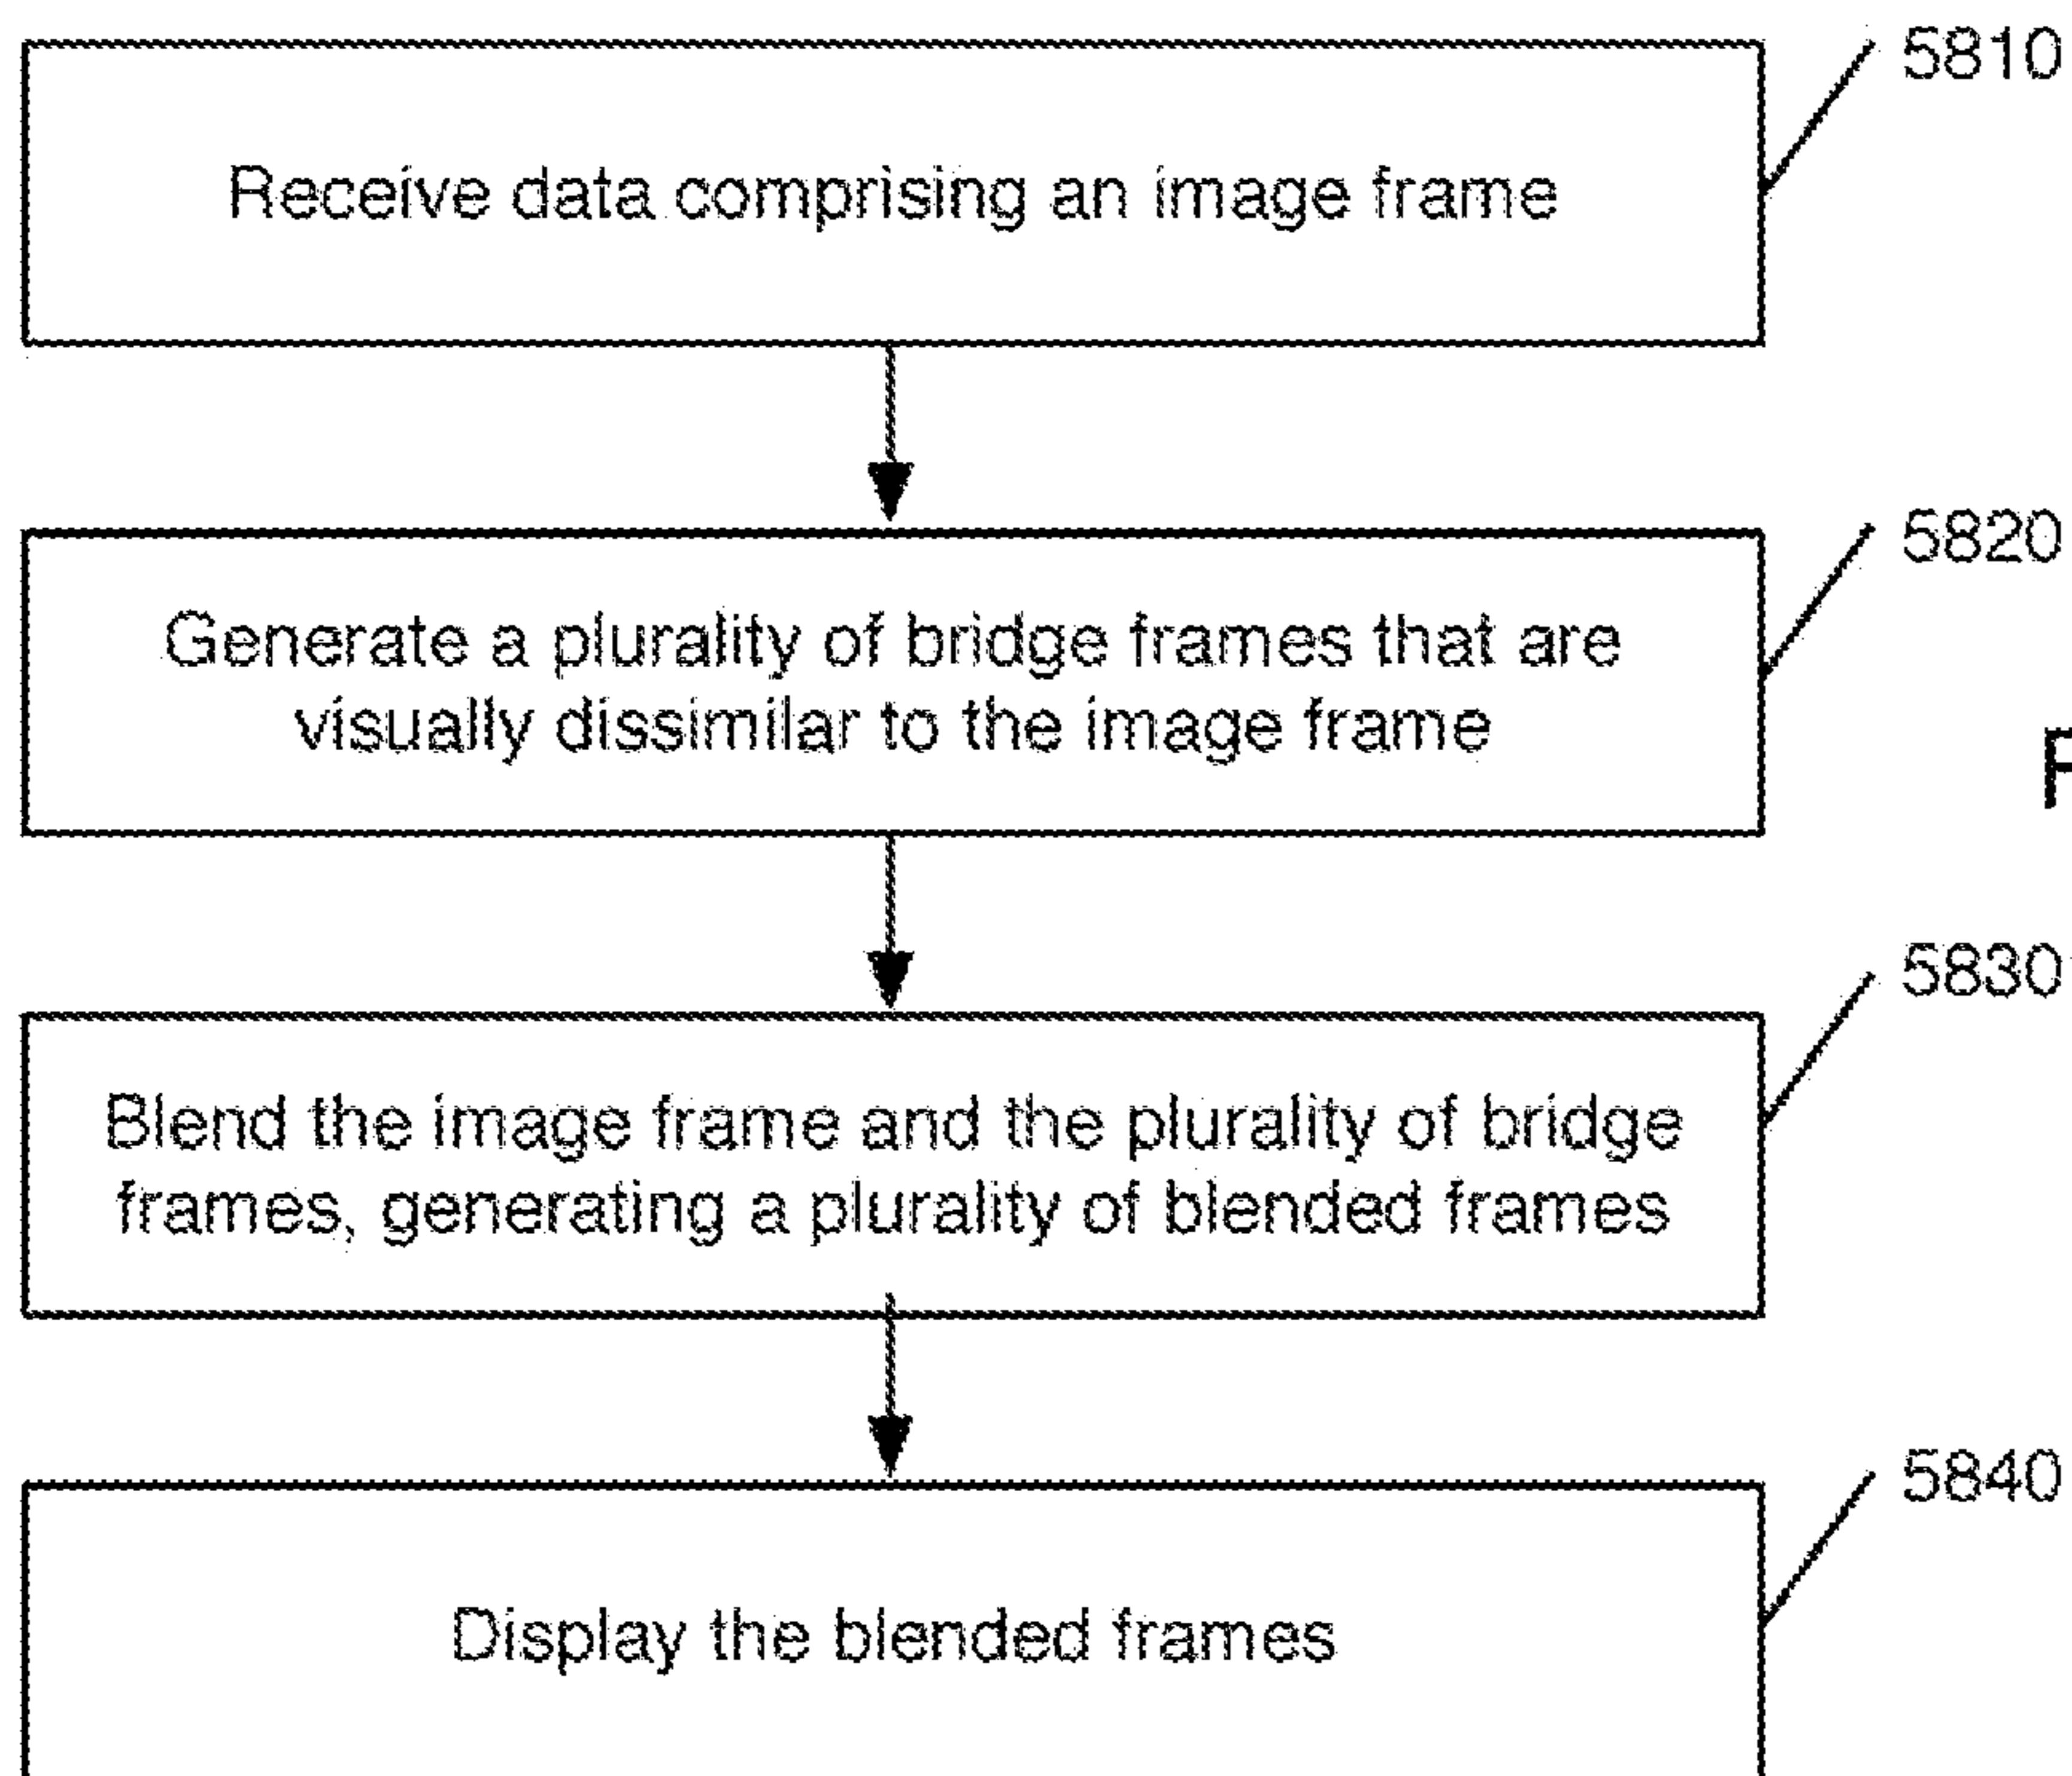 5810
Receive data comprising an image frame
5820
Generate a plurality of bridge frames that are
visually dissimilar to the image frame
5830
Blend the image frame and the plurality of bridge
frames, generating a plurality of blended frames
5840
Display the blended frames